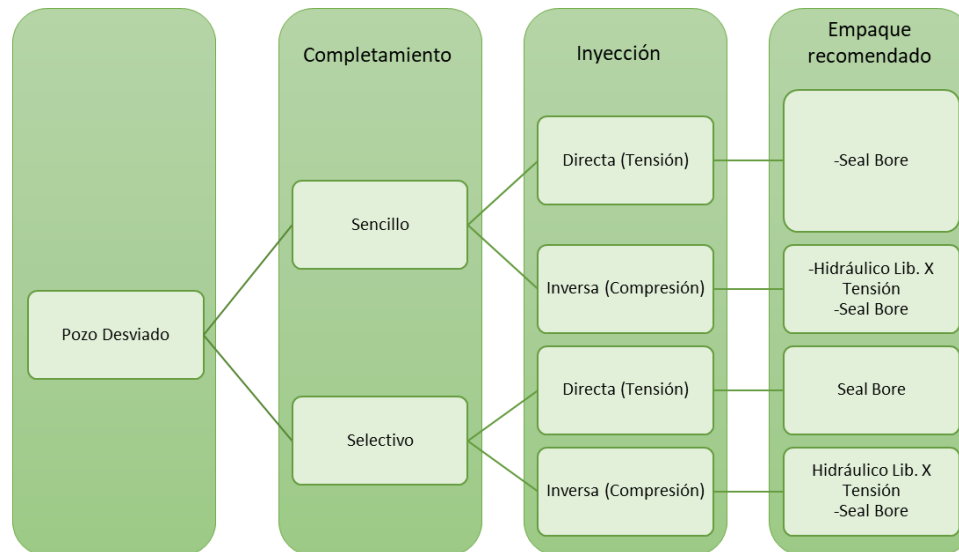 Completamiento
Inyección
Empaque
recomendado
Directa (Tensión)
-Seal Bore
Sencillo
Inversa (Compresión)
-Hidráulico Lib. X
Tensión
-Seal Bore
Pozo Desviado
Directa (Tensión)
Seal Bore
Selectivo
Inversa (Compresión)
Hidráulico Lib. X
Tensión
-Seal Bore